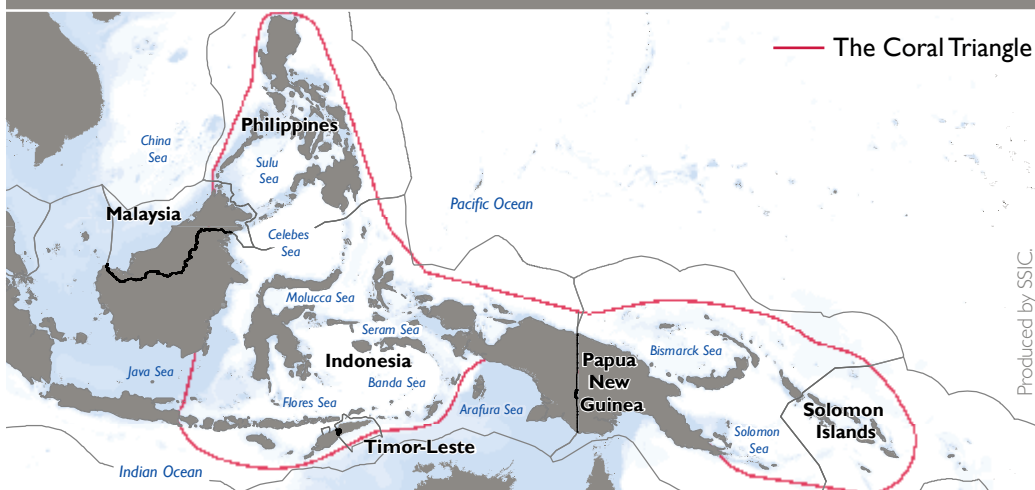 The Coral Triangle
Philippines
China
Sea
Sulu
Sea
Malaysia
Pacific Ocean
Celebes
Sea
Molucca Sea
Seram Sea
Indonesia
Bismarck Sea
Papua
New
Guinea
Java Sea
Banda Sea
Flores Sea
Arafura Sea
Solomon
Islands
Timor-Leste
Solomon
Sea
Indian Ocean
Produced by SSIC.